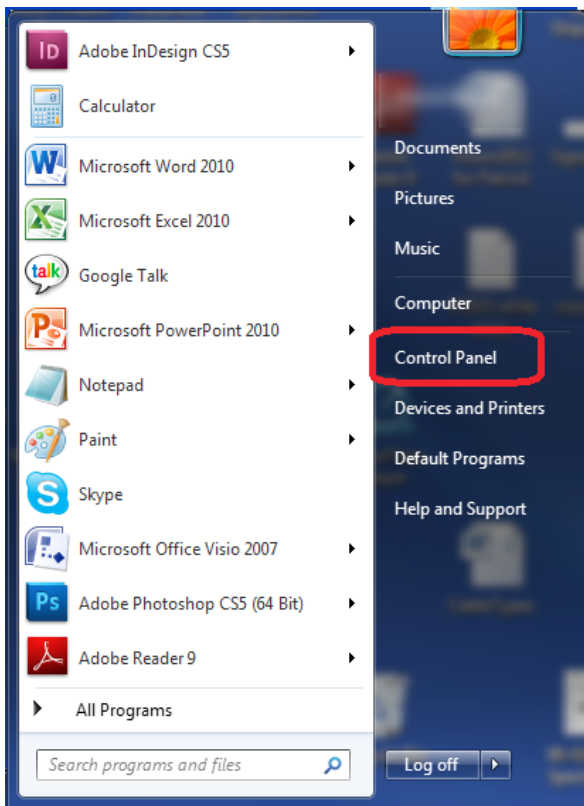 Adobe InDesign CS5
Calculator
Microsoft Word 2010
Microsoft Excel 2010
talk
Google Talk
Microsoft PowerPoint 2010
Notepad
Paint
Skype
Microsoft Office Visio 2007
Ps
Adobe Photoshop CS5 (64 Bit)
Adobe Reader 9
All Programs
Search programs and files
Documents
Pictures
Music
Computer
Control Panel
Devices and Printers
Default Programs
Help and Support
Log off